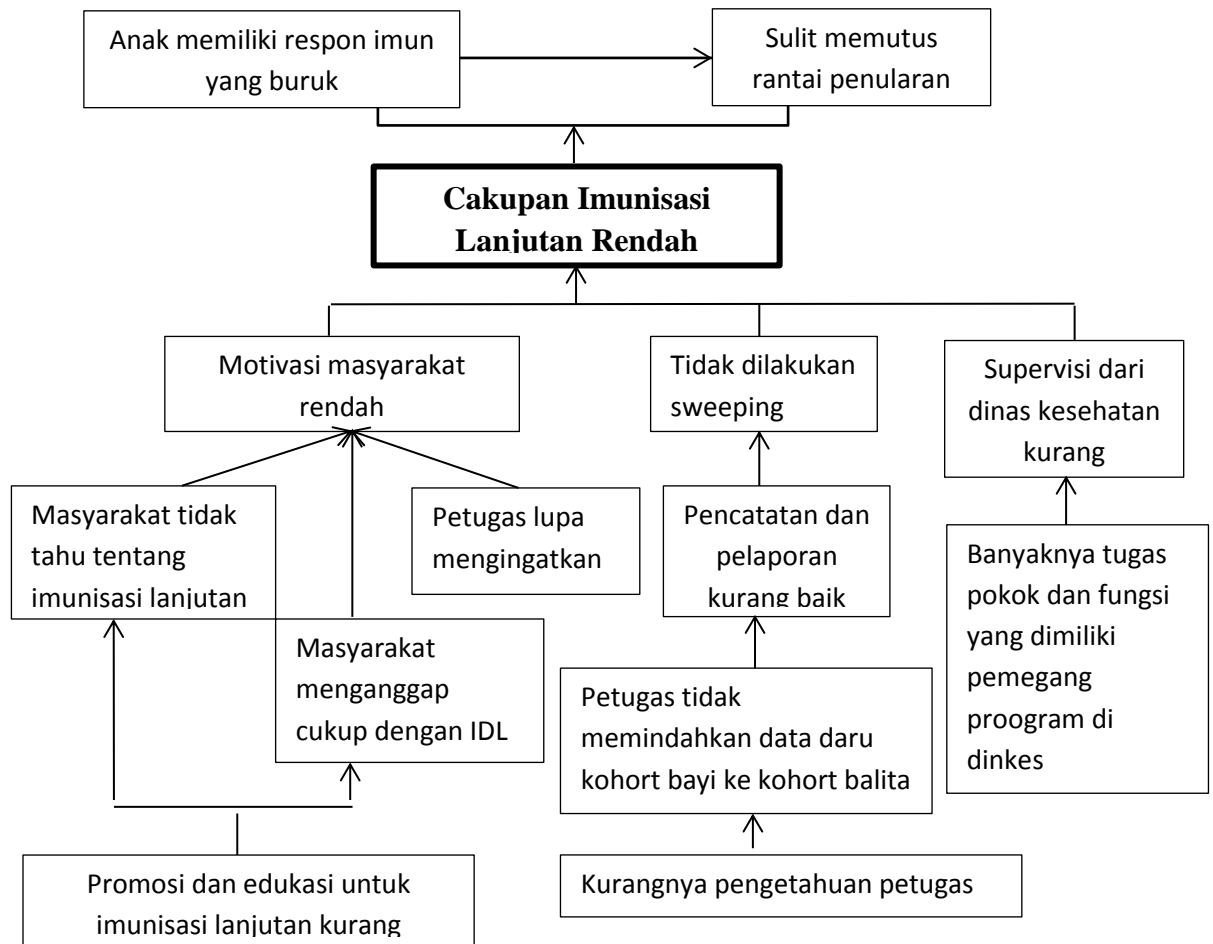 Anak memiliki respon imun
yang buruk
Sulit memutus
rantai penularan
Cakupan Imunisasi
Lanjutan Rendah
Motivasi masyarakat
rendah
Tidak dilakukan
sweeping
Supervisi dari
dinas kesehatan
kurang
Masyarakat tidak
tahu tentang
imunisasi lanjutan
Petugas lupa
mengingatkan
Pencatatan dan
pelaporan
kurang baik
Banyaknya tugas
pokok dan fungsi
yang dimiliki
pemegang
proogram di
dinkes
Masyarakat
menganggap
cukup dengan IDL
Petugas tidak
memindahkan data daru
kohort bayi ke kohort balita
Promosi dan edukasi untuk
imunisasi lanjutan kurang
Kurangnya pengetahuan petugas